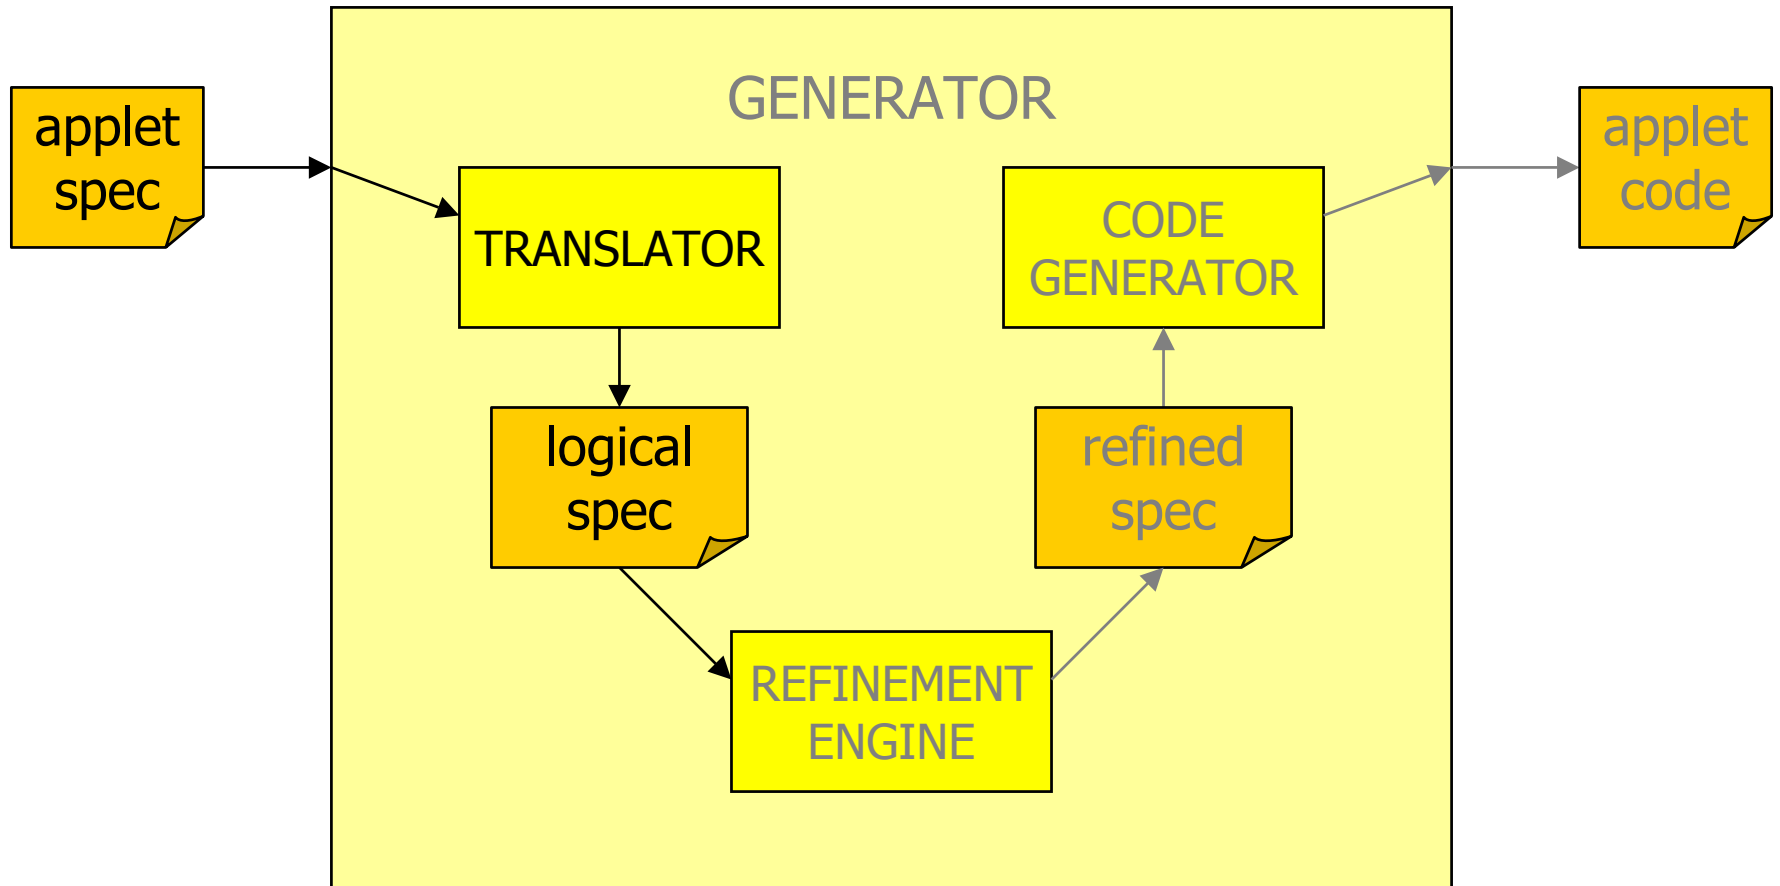 GENERATOR
applet
spec
TRANSLATOR
logical
spec
REFINEMENT
ENGINE
refined
spec
CODE
GENERATOR
applet
code